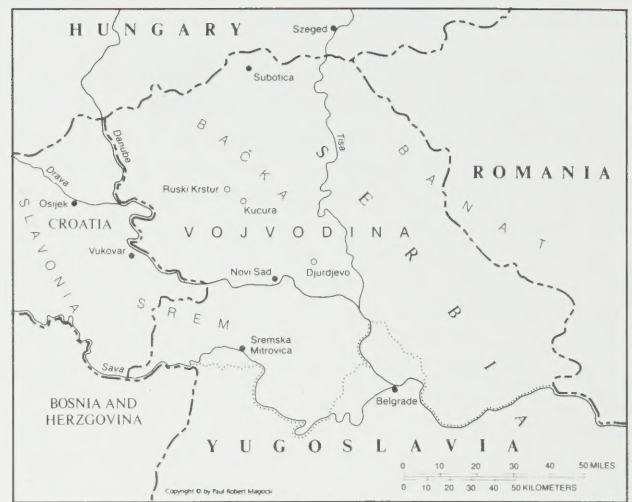 HUNGARY
Szeged
Subotica
BAČKA
Danube
Tisa
BANAT
ROMANIA
Drava
Ruski Krstur
Kucura
Osijek
CROATIA
SLAVONIA
VOJVODINA
SERBIA
Vukovar
Novi Sad
Djurdjevo
SREM
Sremska
Mitrovica
Sava
Belgrade
BOSNIA AND
HERZGOVINA
YUGOSLAVIA
0 10 20 30 40 50 MILES
0 10 20 30 40 50 KILOMETERS
Copyright © by Paul Robert Magocsi